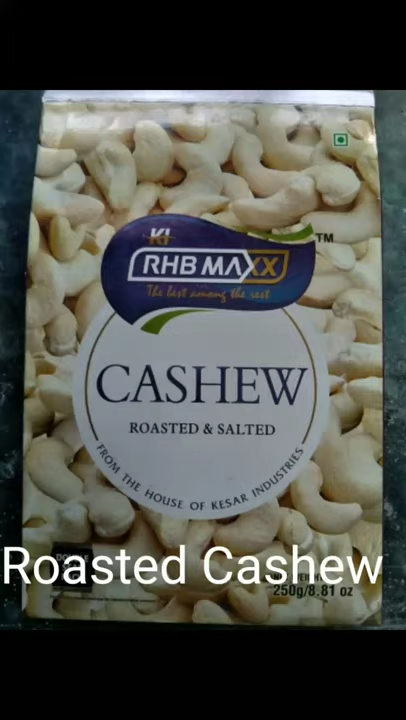 KI
RHB MAXX
TM
The best among the rest
CASHEW
ROASTED & SALTED
FROM THE HOUSE OF KESAR INDUSTRIES
Roasted Cashew
250g/8.81 oz